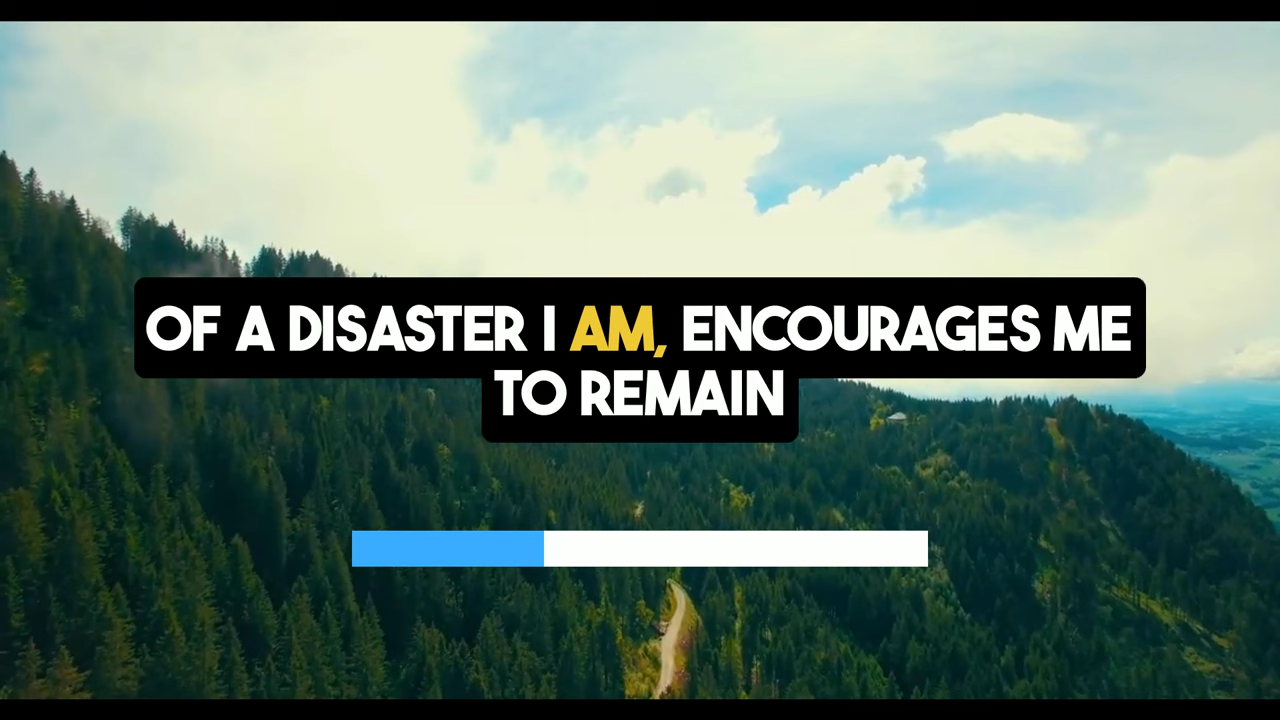 OF A DISASTER I AM, ENCOURAGES ME
TO REMAIN